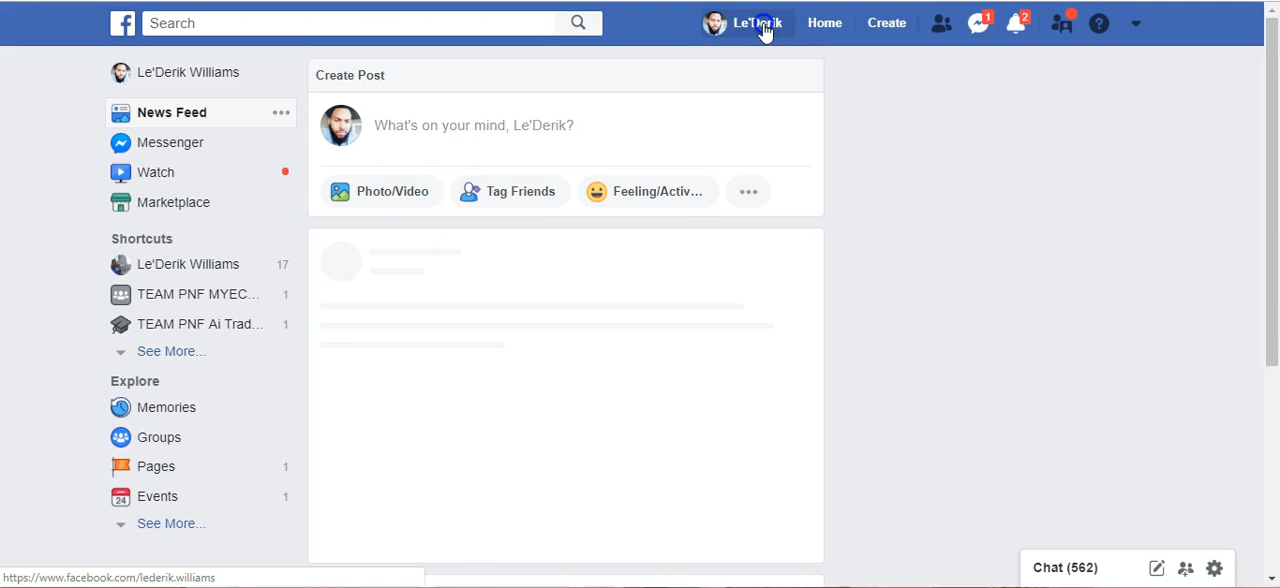 f Search Le'Derik Home Create 1 2 ?
Le'Derik Williams
News Feed
Messenger
Watch
Marketplace
Shortcuts
Le'Derik Williams 17
TEAM PNF MYEC... 1
TEAM PNF Ai Trad... 1
See More...
Explore
Memories
Groups
Pages 1
24 Events 1
See More...
Create Post
What's on your mind, Le'Derik?
Photo/Video Tag Friends Feeling/Activ...
Chat (562)
https://www.facebook.com/lederik.williams